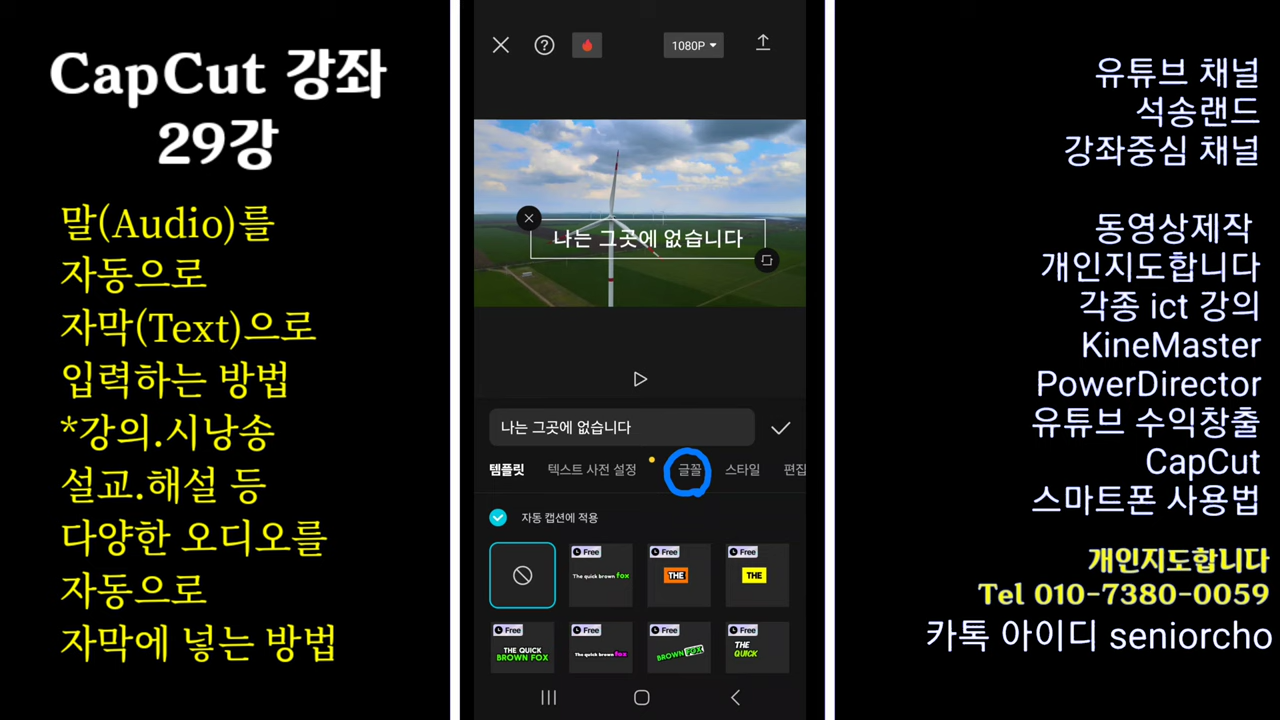 CapCut 강좌
29강
말(Audio)를
자동으로
자막(Text)으로
입력하는 방법
*강의.시낭송
설교.해설 등
다양한 오디오를
자동으로
자막에 넣는 방법
1080P
나는 그곳에 없습니다
나는 그곳에 없습니다
템플릿 텍스트 사전 설정 글꼴 스타일 편집
자동 캡션에 적용
Free Free Free
The quick brown fox THE THE
Free Free Free Free
THE QUICK
BROWN FOX
The quick brown fox
BROWN FOX
THE
QUICK
유튜브 채널
석송랜드
강좌중심 채널
동영상제작
개인지도합니다
각종 ict 강의
KineMaster
PowerDirector
유튜브 수익창출
CapCut
스마트폰 사용법
개인지도합니다
Tel 010-7380-0059
카톡 아이디 seniorcho